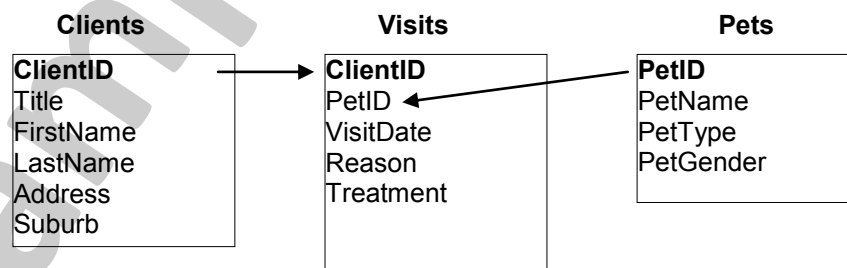 Clients
ClientID
Title
FirstName
LastName
Address
Suburb
Visits
ClientID
PetID
VisitDate
Reason
Treatment
Pets
PetID
PetName
PetType
PetGender